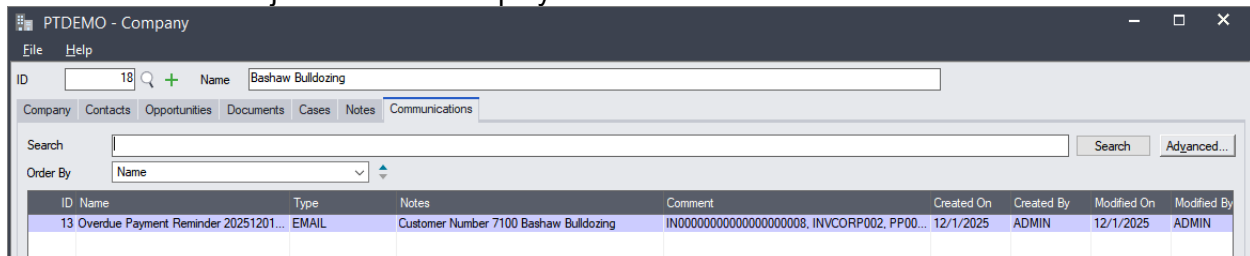 PTDEMO - Company
File Help
ID 18 Name Bashaw Bulldozing
Company Contacts Opportunities Documents Cases Notes Communications
Search Search Advanced...
Order By Name
ID Name Type Notes Comment Created On Created By Modified On Modified By
13 Overdue Payment Reminder 20251201... EMAIL Customer Number 7100 Bashaw Bulldozing IN00000000000000000008, INVCORP002, PP00... 12/1/2025 ADMIN 12/1/2025 ADMIN